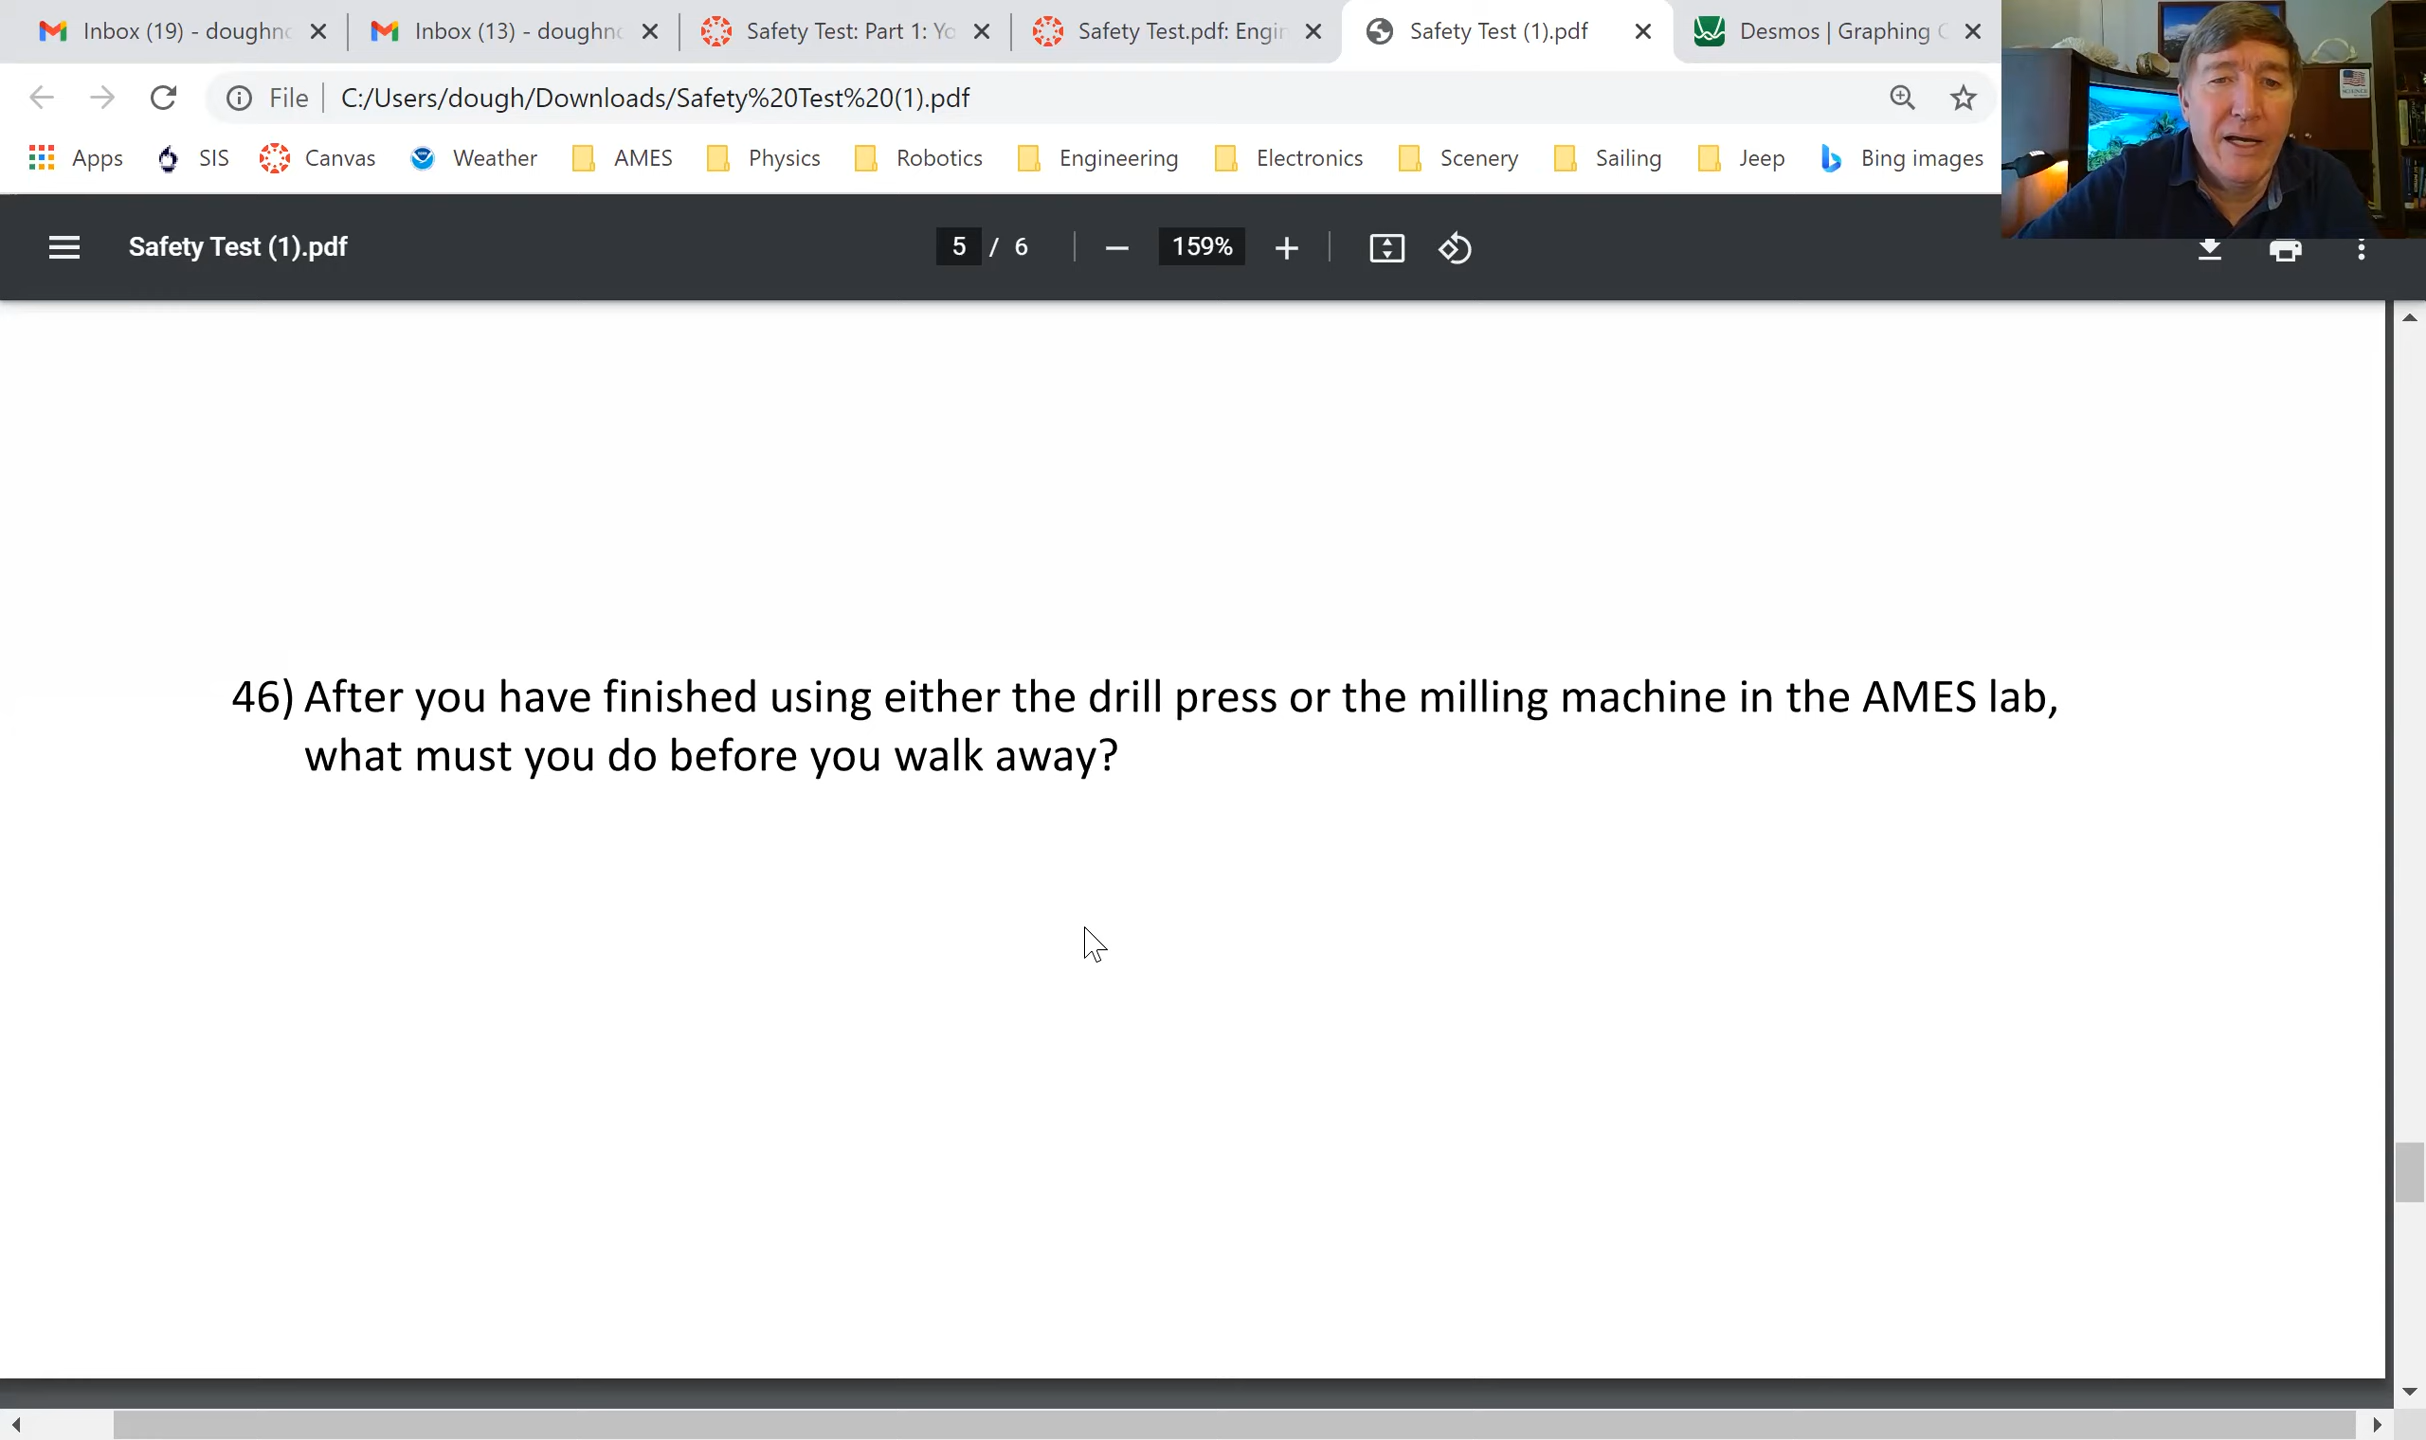 Inbox (19) - doughno
Inbox (13) - doughno
Safety Test: Part 1: Yo
Safety Test.pdf: Engin
Safety Test (1).pdf
Desmos | Graphing C
File
C:/Users/dough/Downloads/Safety%20Test%20(1).pdf
Apps SIS Canvas Weather AMES Physics Robotics Engineering Electronics Scenery Sailing Jeep Bing images
Safety Test (1).pdf
5 / 6
159%
46) After you have finished using either the drill press or the milling machine in the AMES lab,
what must you do before you walk away?